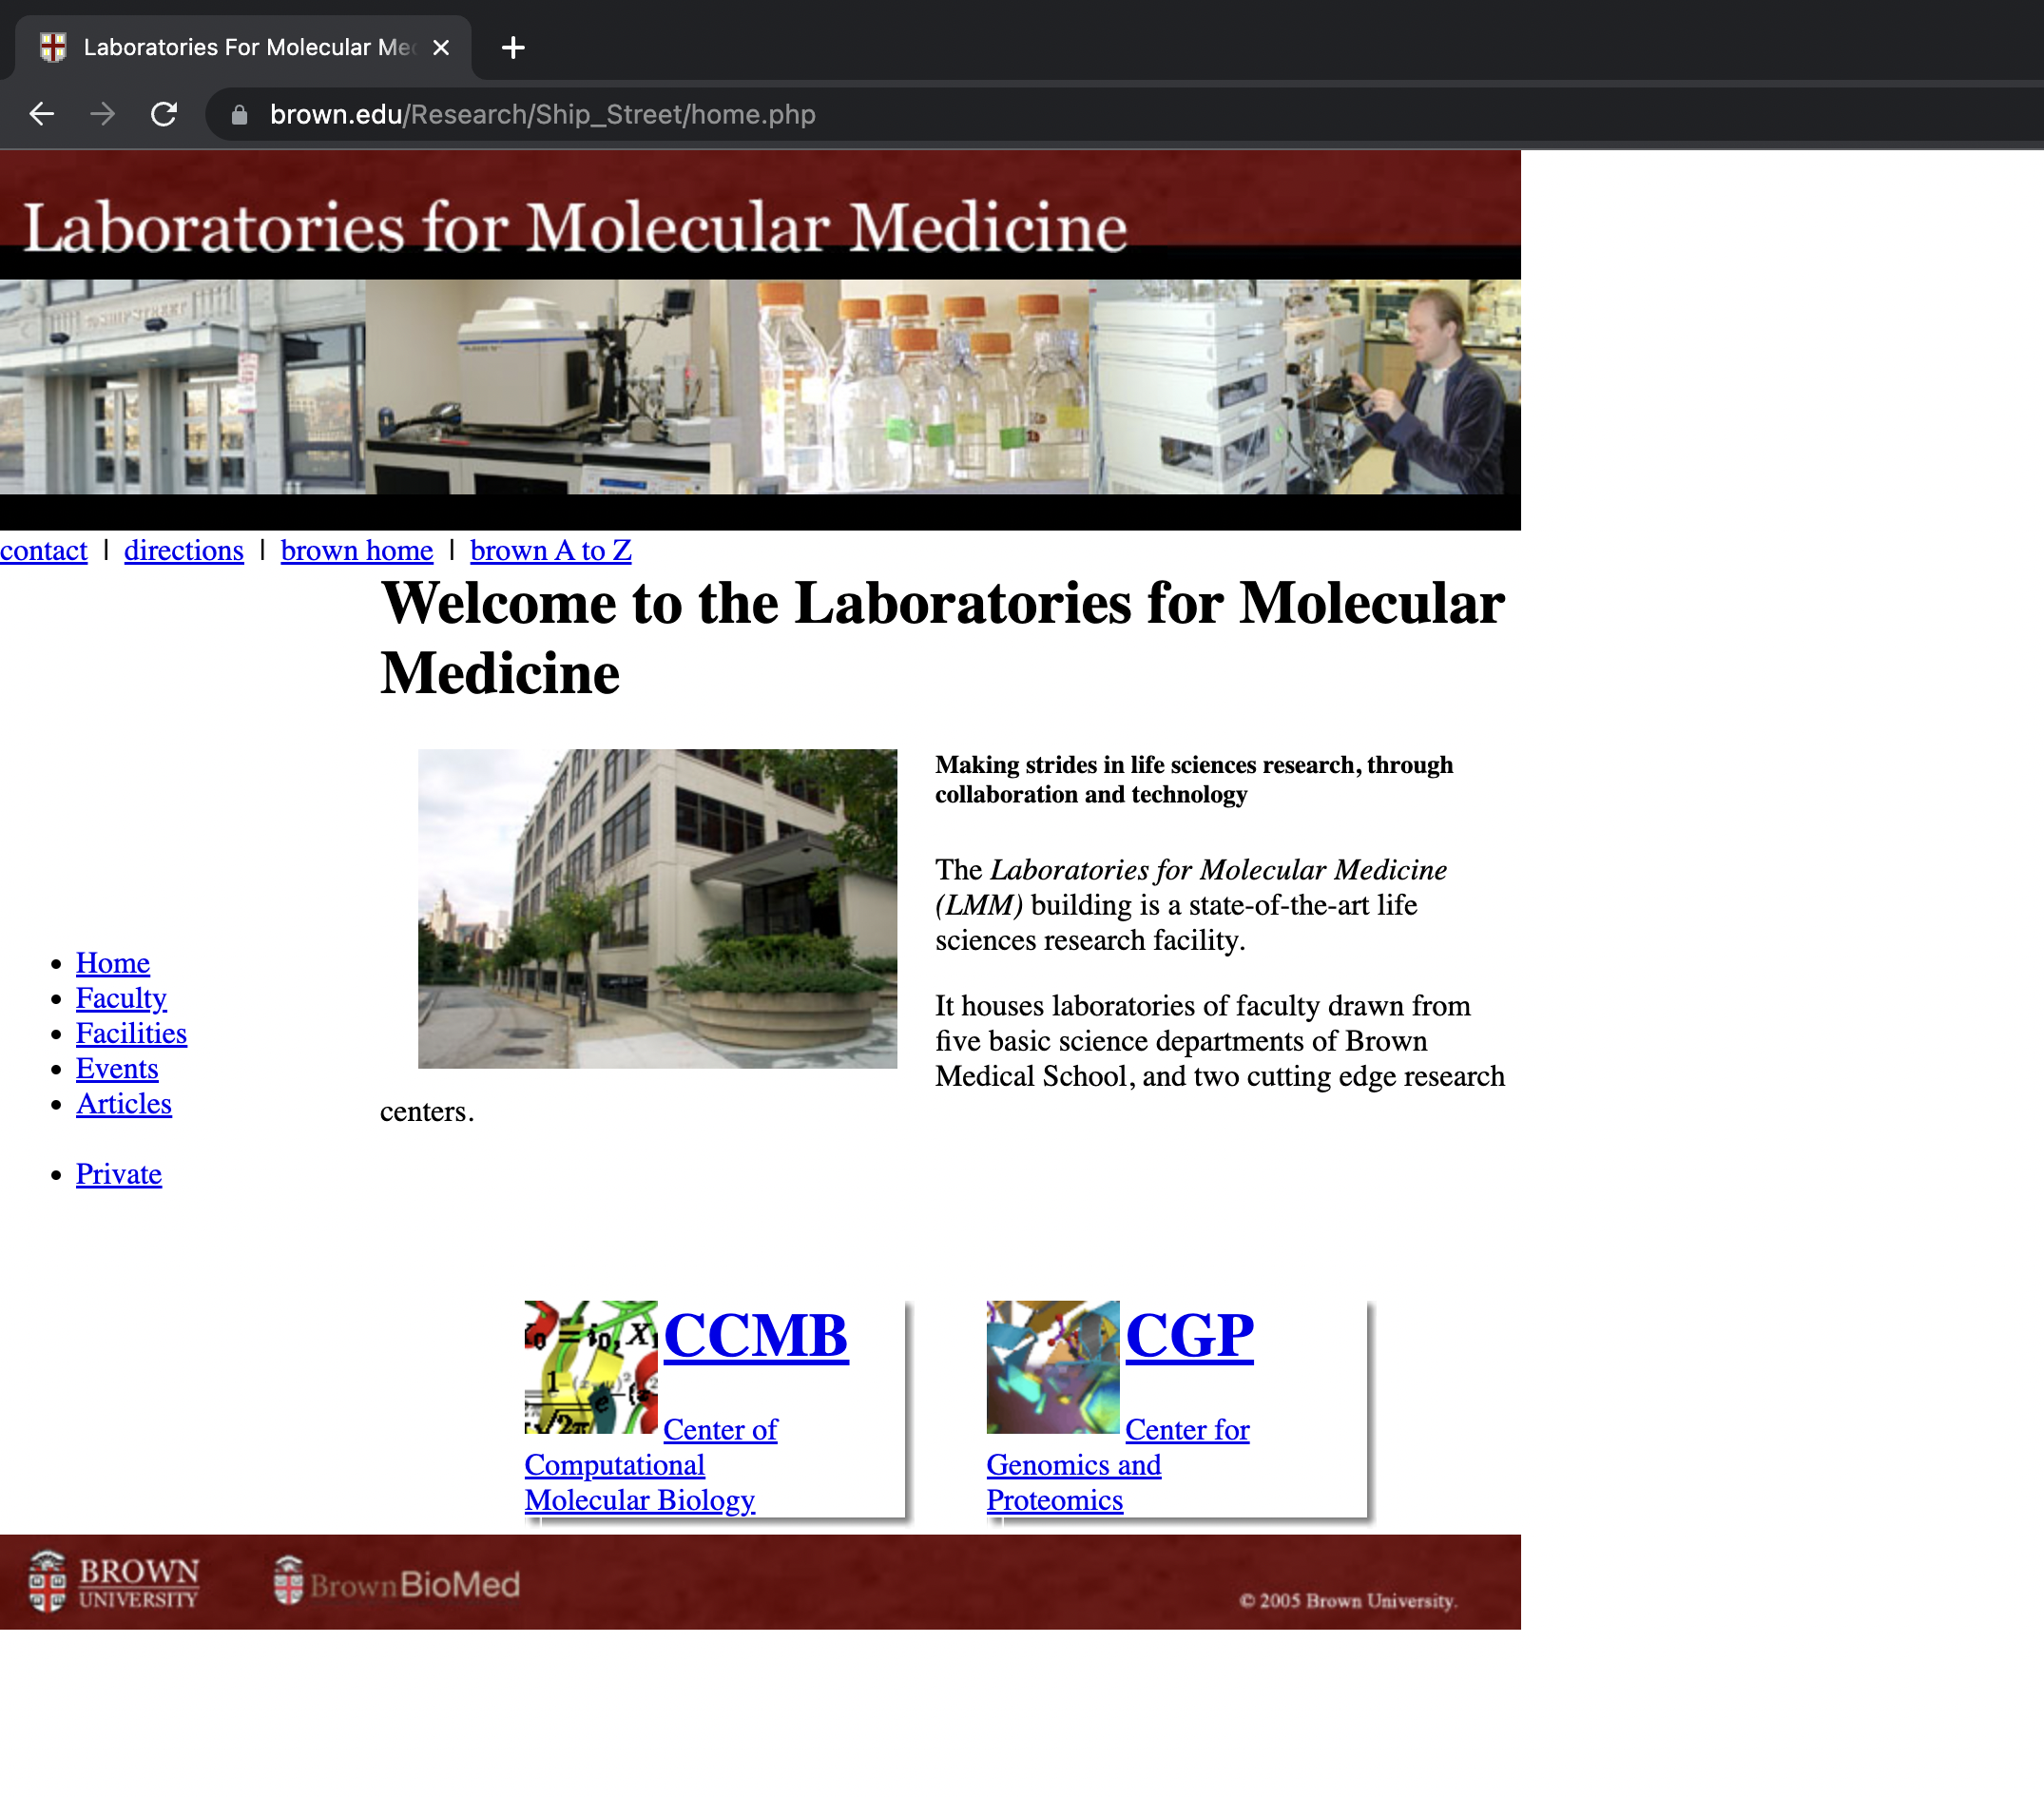 Laboratories For Molecular Me
brown.edu/Research/Ship_Street/home.php
Laboratories for Molecular Medicine
SHIP STREET
contact | directions | brown home | brown A to Z
Welcome to the Laboratories for Molecular
Medicine
Making strides in life sciences research, through
collaboration and technology
The Laboratories for Molecular Medicine
(LMM) building is a state-of-the-art life
sciences research facility.
It houses laboratories of faculty drawn from
five basic science departments of Brown
Medical School, and two cutting edge research
centers.
• Home
• Faculty
• Facilities
• Events
• Articles
• Private
CCMB
Center of
Computational
Molecular Biology
CGP
Center for
Genomics and
Proteomics
BROWN
UNIVERSITY
BrownBioMed
© 2005 Brown University.